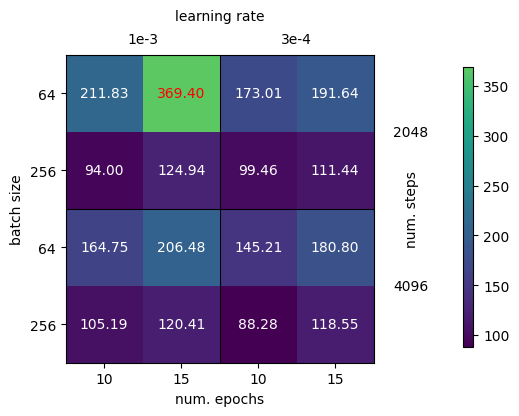 learning rate
1e-3 3e-4
64 211.83 369.40 173.01 191.64
350
2048
300
256 94.00 124.94 99.46 111.44
250
batch size
num. steps
64 164.75 206.48 145.21 180.80
200
4096
150
256 105.19 120.41 88.28 118.55
100
10 15 10 15
num. epochs